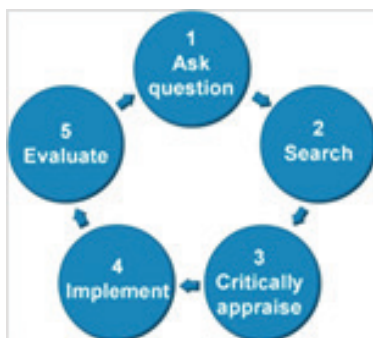 1
Ask
question
2
Search
3
Critically
appraise
4
Implement
5
Evaluate